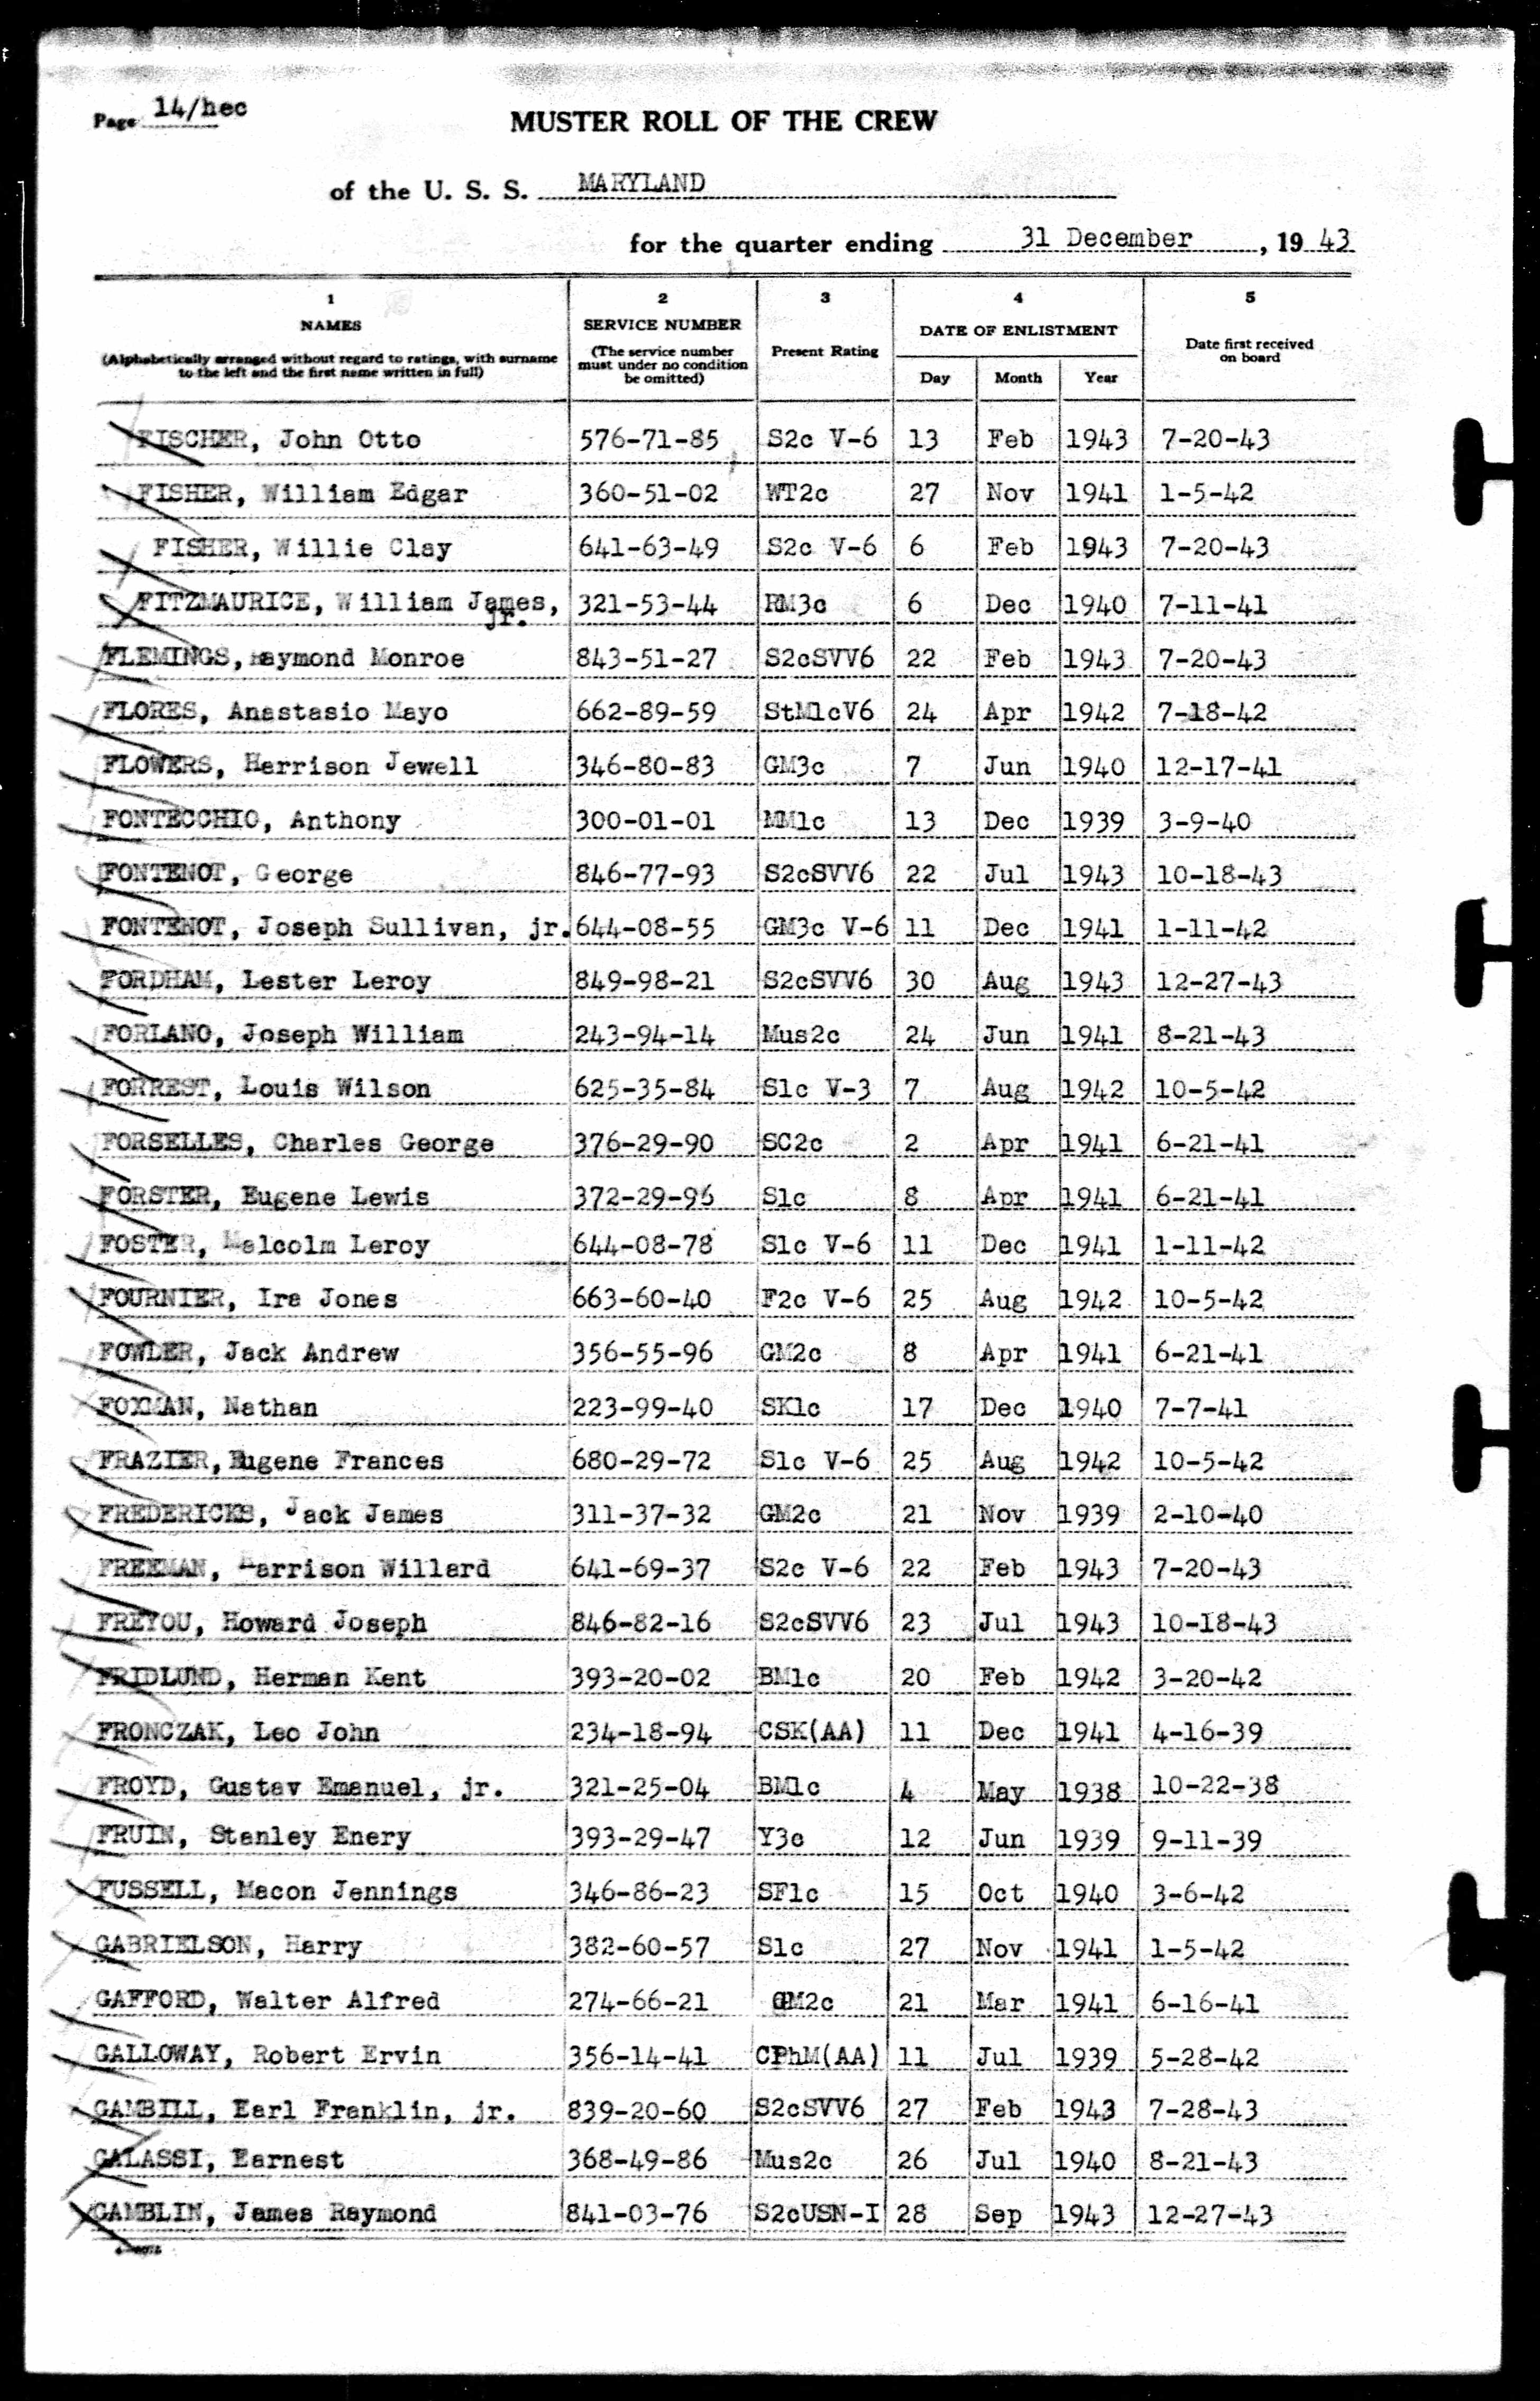 Page 14/hec
MUSTER ROLL OF THE CREW
of the U. S. S. MARYLAND
for the quarter ending 31 December, 19 43
1 2 3 4 5
NAMES SERVICE NUMBER Present Rating DATE OF ENLISTMENT Date first received on board
(Alphabetically arranged without regard to ratings, with surname to the left and the first name written in full) (The service number must under no condition be omitted) Day Month Year
FISCHER, John Otto 576-71-85 S2c V-6 13 Feb 1943 7-20-43
FISHER, William Edgar 360-51-02 WT2c 27 Nov 1941 1-5-42
FISHER, Willie Clay 641-63-49 S2c V-6 6 Feb 1943 7-20-43
FITZMAURICE, William James, jr. 321-53-44 RM3c 6 Dec 1940 7-11-41
FLEMINGS, Raymond Monroe 843-51-27 S2cSVV6 22 Feb 1943 7-20-43
FLORES, Anastasio Mayo 662-89-59 StM1cV6 24 Apr 1942 7-18-42
FLOWERS, Harrison Jewell 346-80-83 GM3c 7 Jun 1940 12-17-41
FONTECCHIO, Anthony 300-01-01 MM1c 13 Dec 1939 3-9-40
FONTENOT, George 846-77-93 S2cSVV6 22 Jul 1943 10-18-43
FONTENOT, Joseph Sullivan, jr. 644-08-55 GM3c V-6 11 Dec 1941 1-11-42
FORDHAM, Lester Leroy 849-98-21 S2cSVV6 30 Aug 1943 12-27-43
FORLANO, Joseph William 243-94-14 Mus2c 24 Jun 1941 8-21-43
FORREST, Louis Wilson 625-35-84 S1c V-3 7 Aug 1942 10-5-42
FORSELLES, Charles George 376-29-90 SC2c 2 Apr 1941 6-21-41
FORSTER, Eugene Lewis 372-29-96 S1c 8 Apr 1941 6-21-41
FOSTER, Malcolm Leroy 644-08-78 S1c V-6 11 Dec 1941 1-11-42
FOURNIER, Ira Jones 663-60-40 F2c V-6 25 Aug 1942 10-5-42
FOWLER, Jack Andrew 356-55-96 GM2c 8 Apr 1941 6-21-41
FOXMAN, Nathan 223-99-40 SK1c 17 Dec 1940 7-7-41
FRAZIER, Eugene Frances 680-29-72 S1c V-6 25 Aug 1942 10-5-42
FREDERICKS, Jack James 311-37-32 GM2c 21 Nov 1939 2-10-40
FREEMAN, Harrison Willard 641-69-37 S2c V-6 22 Feb 1943 7-20-43
FREYOU, Howard Joseph 846-82-16 S2cSVV6 23 Jul 1943 10-18-43
FRIDLUND, Herman Kent 393-20-02 BM1c 20 Feb 1942 3-20-42
FRONCZAK, Leo John 234-18-94 CSK(AA) 11 Dec 1941 4-16-39
FROYD, Gustav Emanuel, jr. 321-25-04 BM1c 4 May 1938 10-22-38
FRUIN, Stanley Enery 393-29-47 Y3c 12 Jun 1939 9-11-39
FUSSELL, Macon Jennings 346-86-23 SF1c 15 Oct 1940 3-6-42
GABRIELSON, Harry 382-60-57 S1c 27 Nov 1941 1-5-42
GAFFORD, Walter Alfred 274-66-21 GM2c 21 Mar 1941 6-16-41
GALLOWAY, Robert Ervin 356-14-41 CPhM(AA) 11 Jul 1939 5-28-42
GAMBILL, Earl Franklin, jr. 839-20-60 S2cSVV6 27 Feb 1943 7-28-43
GALASSI, Earnest 368-49-86 Mus2c 26 Jul 1940 8-21-43
GAMBLIN, James Raymond 841-03-76 S2cUSN-I 28 Sep 1943 12-27-43